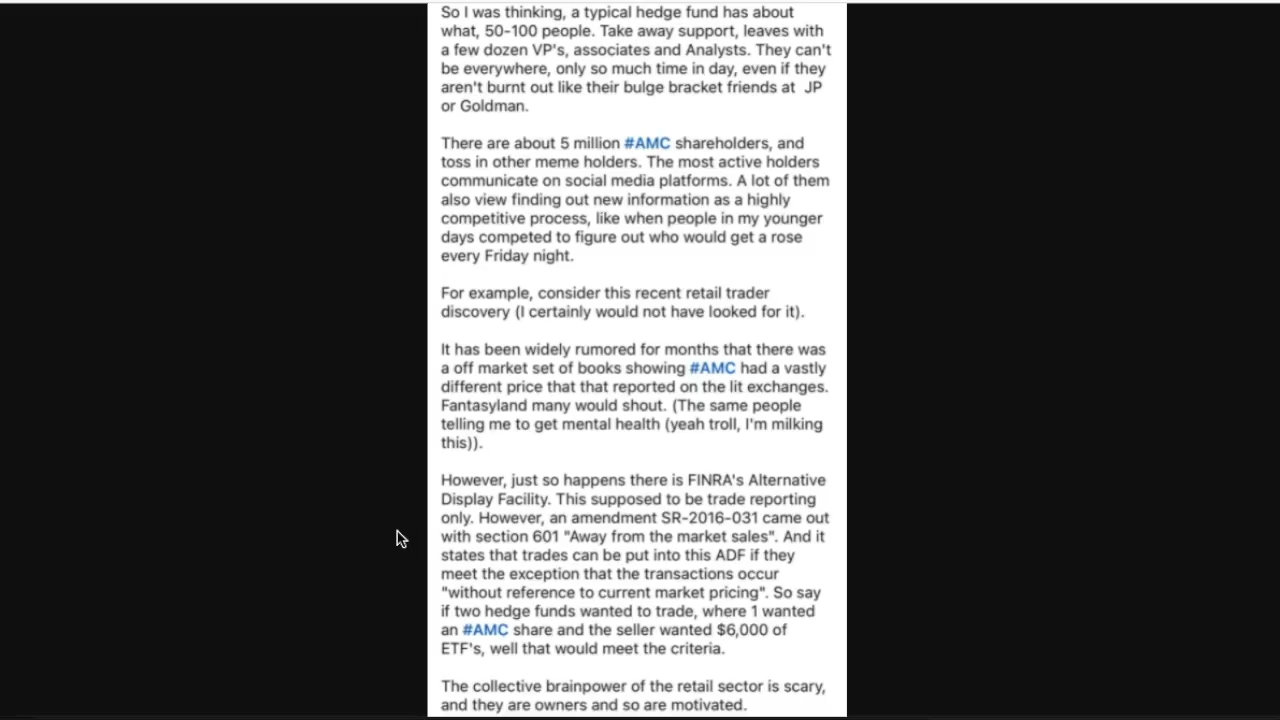 So I was thinking, a typical hedge fund has about
what, 50-100 people. Take away support, leaves with
a few dozen VP's, associates and Analysts. They can't
be everywhere, only so much time in day, even if they
aren't burnt out like their bulge bracket friends at JP
or Goldman.
There are about 5 million #AMC shareholders, and
toss in other meme holders. The most active holders
communicate on social media platforms. A lot of them
also view finding out new information as a highly
competitive process, like when people in my younger
days competed to figure out who would get a rose
every Friday night.
For example, consider this recent retail trader
discovery (I certainly would not have looked for it).
It has been widely rumored for months that there was
a off market set of books showing #AMC had a vastly
different price that that reported on the lit exchanges.
Fantasyland many would shout. (The same people
telling me to get mental health (yeah troll, I'm milking
this)).
However, just so happens there is FINRA's Alternative
Display Facility. This supposed to be trade reporting
only. However, an amendment SR-2016-031 came out
with section 601 "Away from the market sales". And it
states that trades can be put into this ADF if they
meet the exception that the transactions occur
"without reference to current market pricing". So say
if two hedge funds wanted to trade, where 1 wanted
an #AMC share and the seller wanted $6,000 of
ETF's, well that would meet the criteria.
The collective brainpower of the retail sector is scary,
and they are owners and so are motivated.